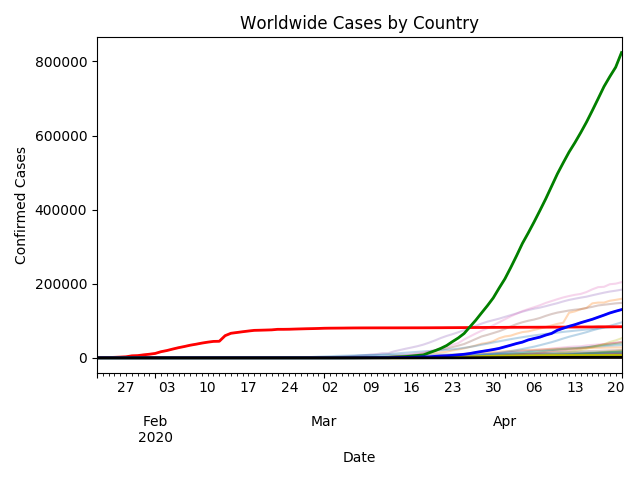 Worldwide Cases by Country
Confirmed Cases
800000
600000
400000
200000
0
27 03 10 17 24 02 09 16 23 30 06 13 20
Feb Mar Apr
2020
Date